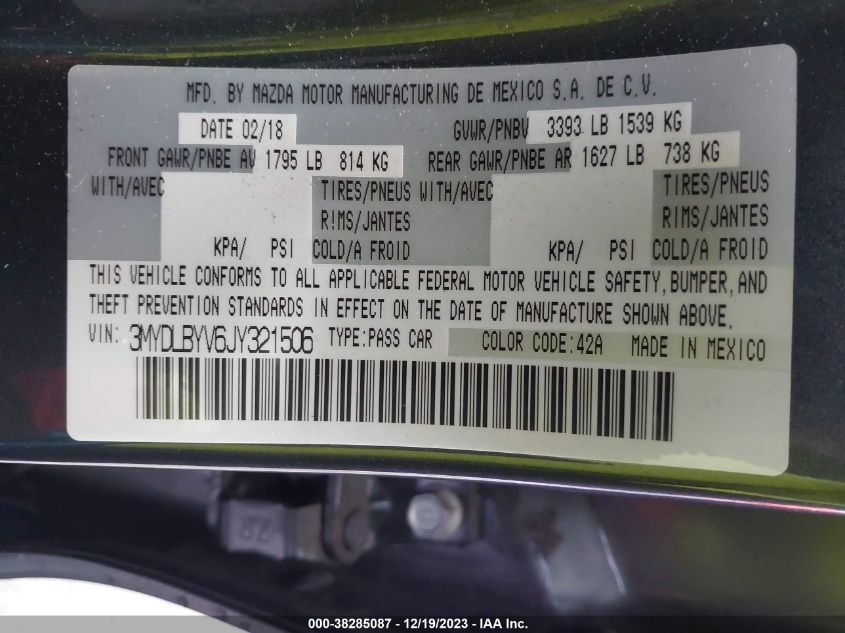 MFD. BY MAZDA MOTOR MANUFACTURING DE MEXICO S.A. DE C.V.
DATE 02/18 GVWR/PNBV 3393 LB 1539 KG
FRONT GAWR/PNBE AV 1795 LB 814 KG REAR GAWR/PNBE AR 1627 LB 738 KG
WITH/AVEC TIRES/PNEUS WITH/AVEC TIRES/PNEUS
RIMS/JANTES RIMS/JANTES
KPA/ PSI COLD/A FROID KPA/ PSI COLD/A FROID
THIS VEHICLE CONFORMS TO ALL APPLICABLE FEDERAL MOTOR VEHICLE SAFETY, BUMPER, AND
THEFT PREVENTION STANDARDS IN EFFECT ON THE DATE OF MANUFACTURE SHOWN ABOVE.
VIN: 3MYDLBYV6JY321506 TYPE:PASS CAR COLOR CODE:42A MADE IN MEXICO
000-38285087 - 12/19/2023 - IAA Inc.